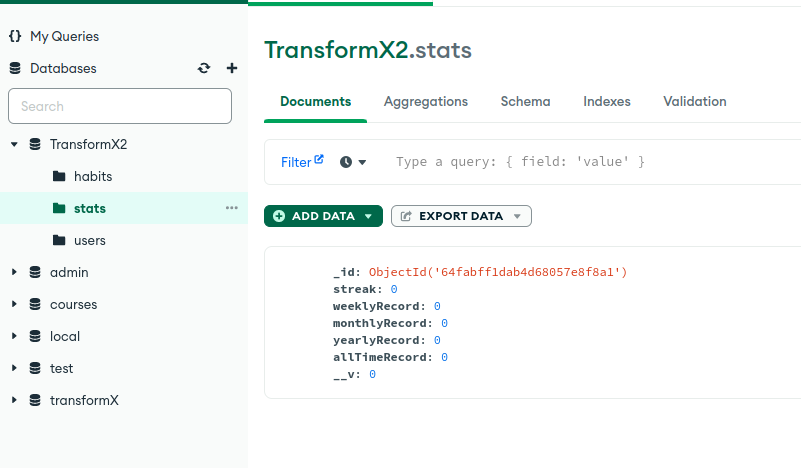 {} My Queries
Databases
Search
TransformX2
habits
stats
users
admin
courses
local
test
transformX
TransformX2.stats
Documents Aggregations Schema Indexes Validation
Filter Type a query: { field: 'value' }
ADD DATA EXPORT DATA
_id: ObjectId('64fabff1dab4d68057e8f8a1')
streak: 0
weeklyRecord: 0
monthlyRecord: 0
yearlyRecord: 0
allTimeRecord: 0
__v: 0